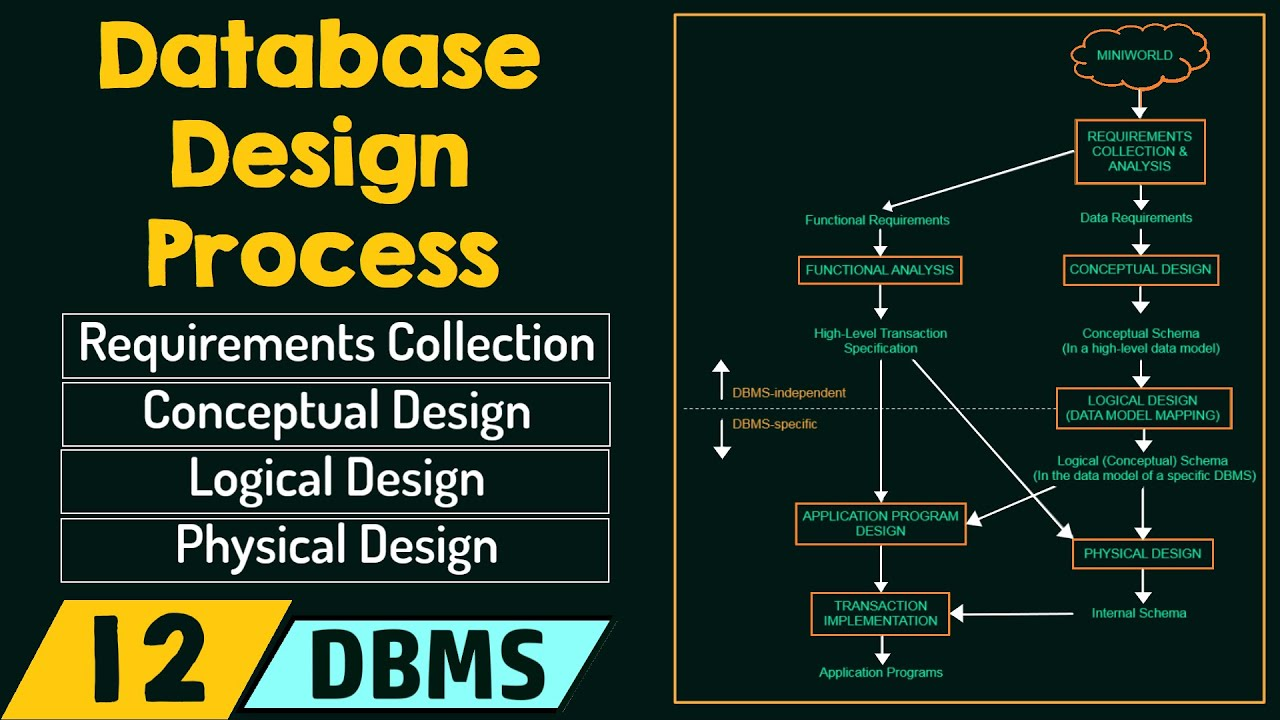 Database
Design
Process
Requirements Collection
Conceptual Design
Logical Design
Physical Design
12
DBMS
MINIWORLD
REQUIREMENTS
COLLECTION &
ANALYSIS
Functional Requirements
Data Requirements
FUNCTIONAL ANALYSIS
CONCEPTUAL DESIGN
High-Level Transaction
Specification
Conceptual Schema
(In a high-level data model)
DBMS-independent
DBMS-specific
LOGICAL DESIGN
(DATA MODEL MAPPING)
Logical (Conceptual) Schema
(In the data model of a specific DBMS)
APPLICATION PROGRAM
DESIGN
PHYSICAL DESIGN
TRANSACTION
IMPLEMENTATION
Internal Schema
Application Programs